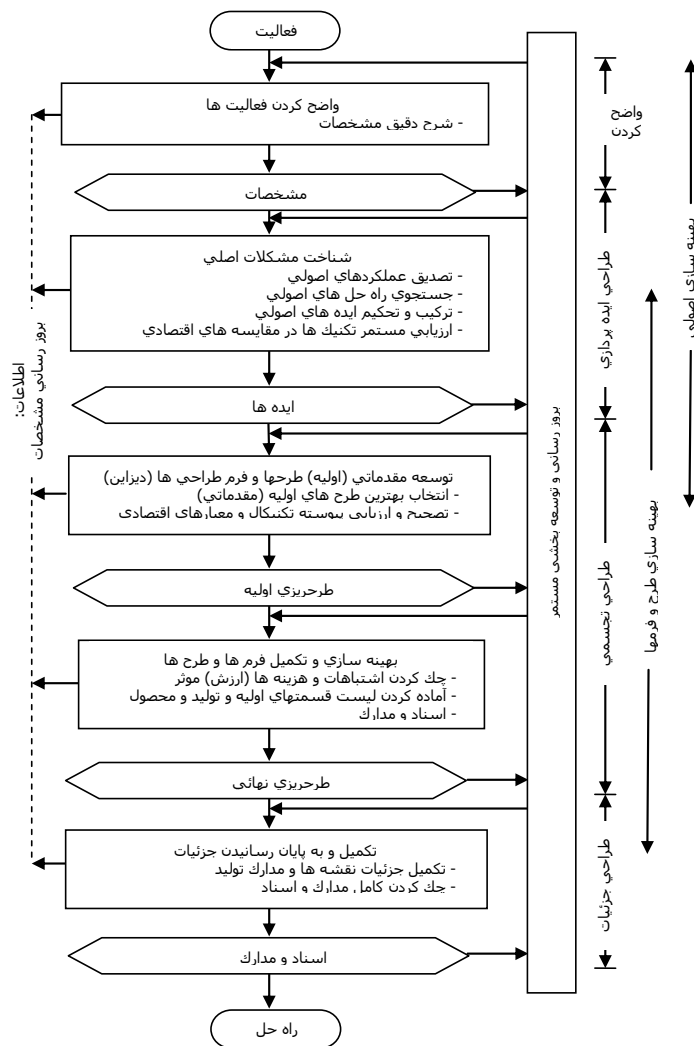 فعاليت
واضح كردن فعاليت ها
- شرح دقيق مشخصات
مشخصات
شناخت مشكلات اصلي
- تصديق عملكردهاي اصولي
- جستجوي راه حل هاي اصولي
- تركيب و تحكيم ايده هاي اصولي
- ارزيابي مستمر تكنيك ها در مقايسه هاي اقتصادي
ايده ها
توسعه مقدماتي (اوليه) طرحها و فرم طراحي ها (ديزاين)
- انتخاب بهترين طرح هاي اوليه (مقدماتي)
- تصحيح و ارزيابي پيوسته تكنيكال و معيارهاي اقتصادي
طرحريزي اوليه
بهينه سازي و تكميل فرم ها و طرح ها
- چك كردن اشتباهات و هزينه ها (ارزش) موثر
- آماده كردن ليست قسمتهاي اوليه و توليد و محصول
- اسناد و مدارك
طرحريزي نهائي
تكميل و به پايان رسانيدن جزئيات
- تكميل جزئيات نقشه ها و مدارك توليد
- چك كردن كامل مدارك و اسناد
اسناد و مدارك
راه حل
اطلاعات:
بروز رساني مشخصات
بروز رساني و توسعه بخشي مستمر
واضح
كردن
طراحي ايده پردازي
طراحي تجسمي
طراحي جزئيات
بهينه سازي طرح و فرمها
بهينه سازي اصولي